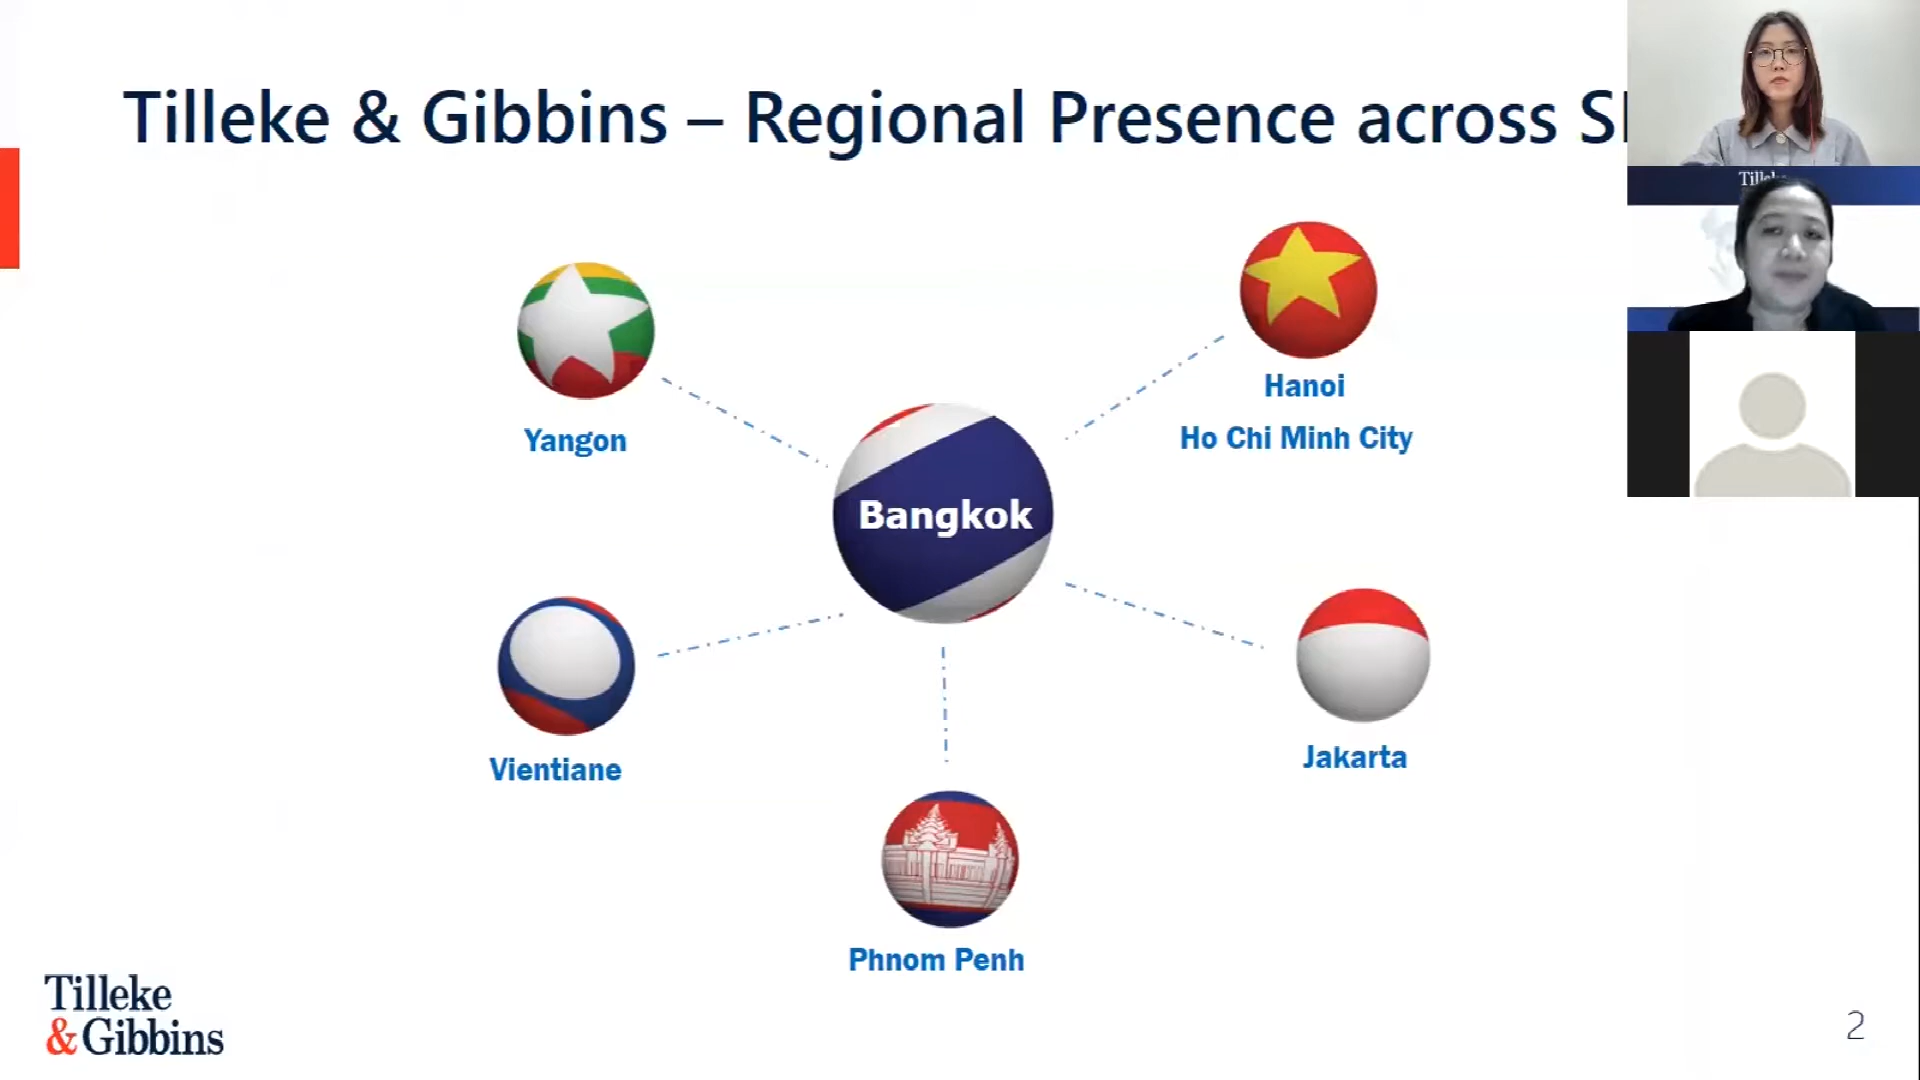 Tilleke & Gibbins – Regional Presence across
Yangon
Hanoi
Ho Chi Minh City
Bangkok
Vientiane
Jakarta
Phnom Penh
Tilleke
& Gibbins
2